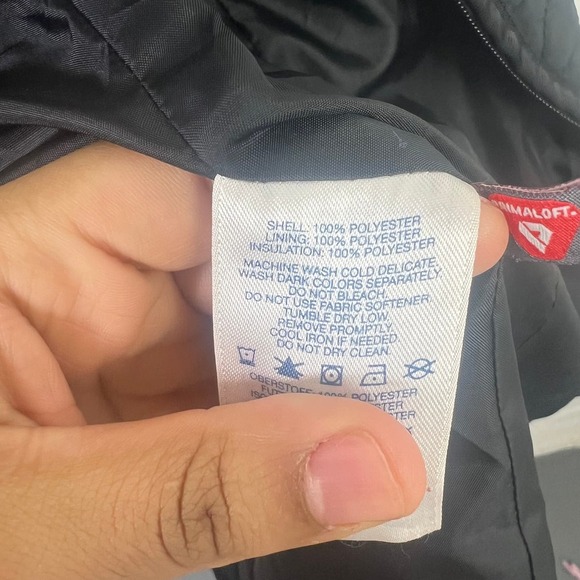 SHELL: 100% POLYESTER
LINING: 100% POLYESTER
INSULATION: 100% POLYESTER
MACHINE WASH COLD DELICATE.
WASH DARK COLORS SEPARATELY
DO NOT BLEACH.
DO NOT USE FABRIC SOFTENER.
TUMBLE DRY LOW.
REMOVE PROMPTLY.
COOL IRON IF NEEDED.
DO NOT DRY CLEAN.
OBERSTOFF: 100% POLYESTER
PRIMALOFT